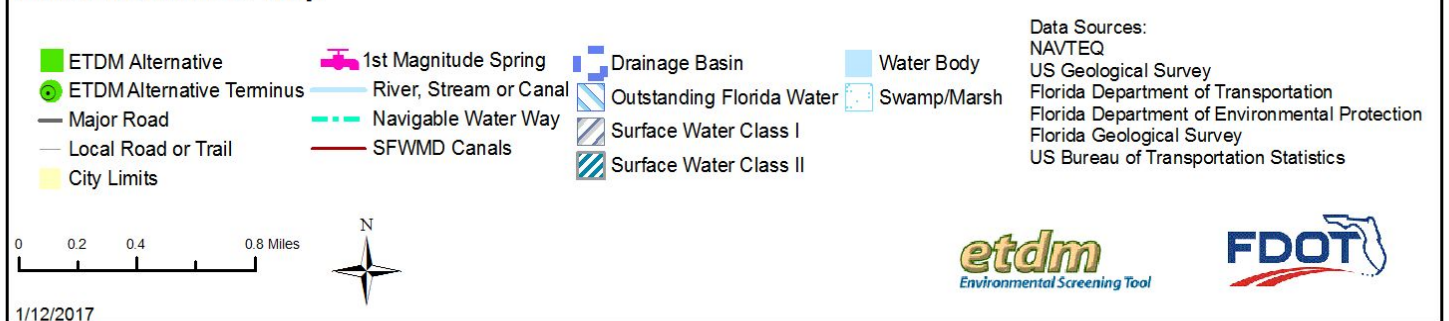 ETDM Alternative
ETDM Alternative Terminus
Major Road
Local Road or Trail
City Limits
1st Magnitude Spring
River, Stream or Canal
Navigable Water Way
SFWMD Canals
Drainage Basin
Outstanding Florida Water
Surface Water Class I
Surface Water Class II
Water Body
Swamp/Marsh
Data Sources:
NAVTEQ
US Geological Survey
Florida Department of Transportation
Florida Department of Environmental Protection
Florida Geological Survey
US Bureau of Transportation Statistics
0 0.2 0.4 0.8 Miles
N
etdm
Environmental Screening Tool
FDOT
1/12/2017